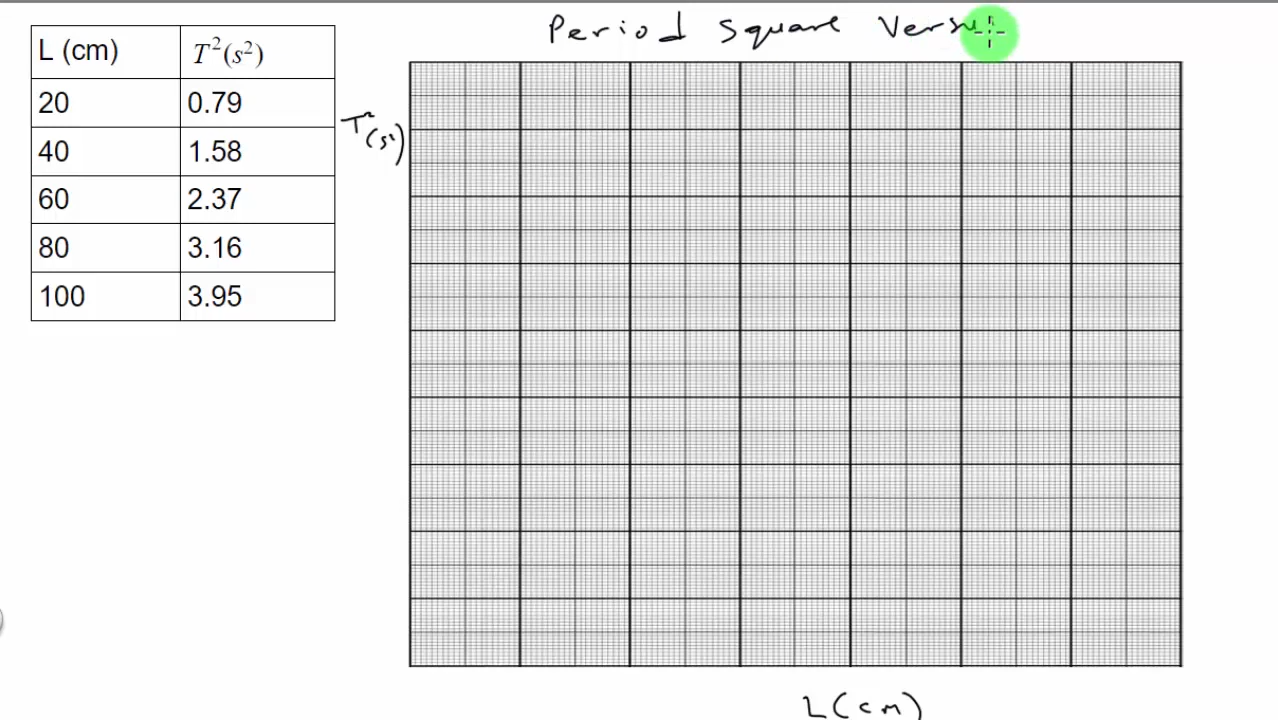 Period Square Versu
L (cm) T²(s²)
20 0.79
40 1.58
60 2.37
80 3.16
100 3.95
T²(s²)
L(cm)